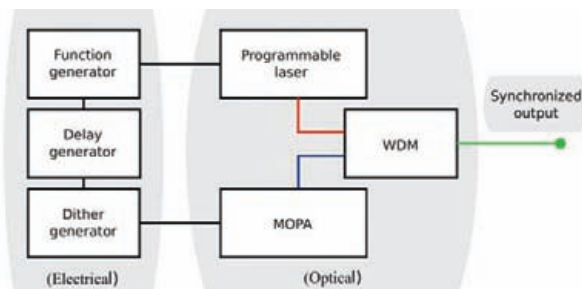 Function
generator
Programmable
laser
Delay
generator
WDM
Synchronized
output
Dither
generator
MOPA
(Electrical)
(Optical)